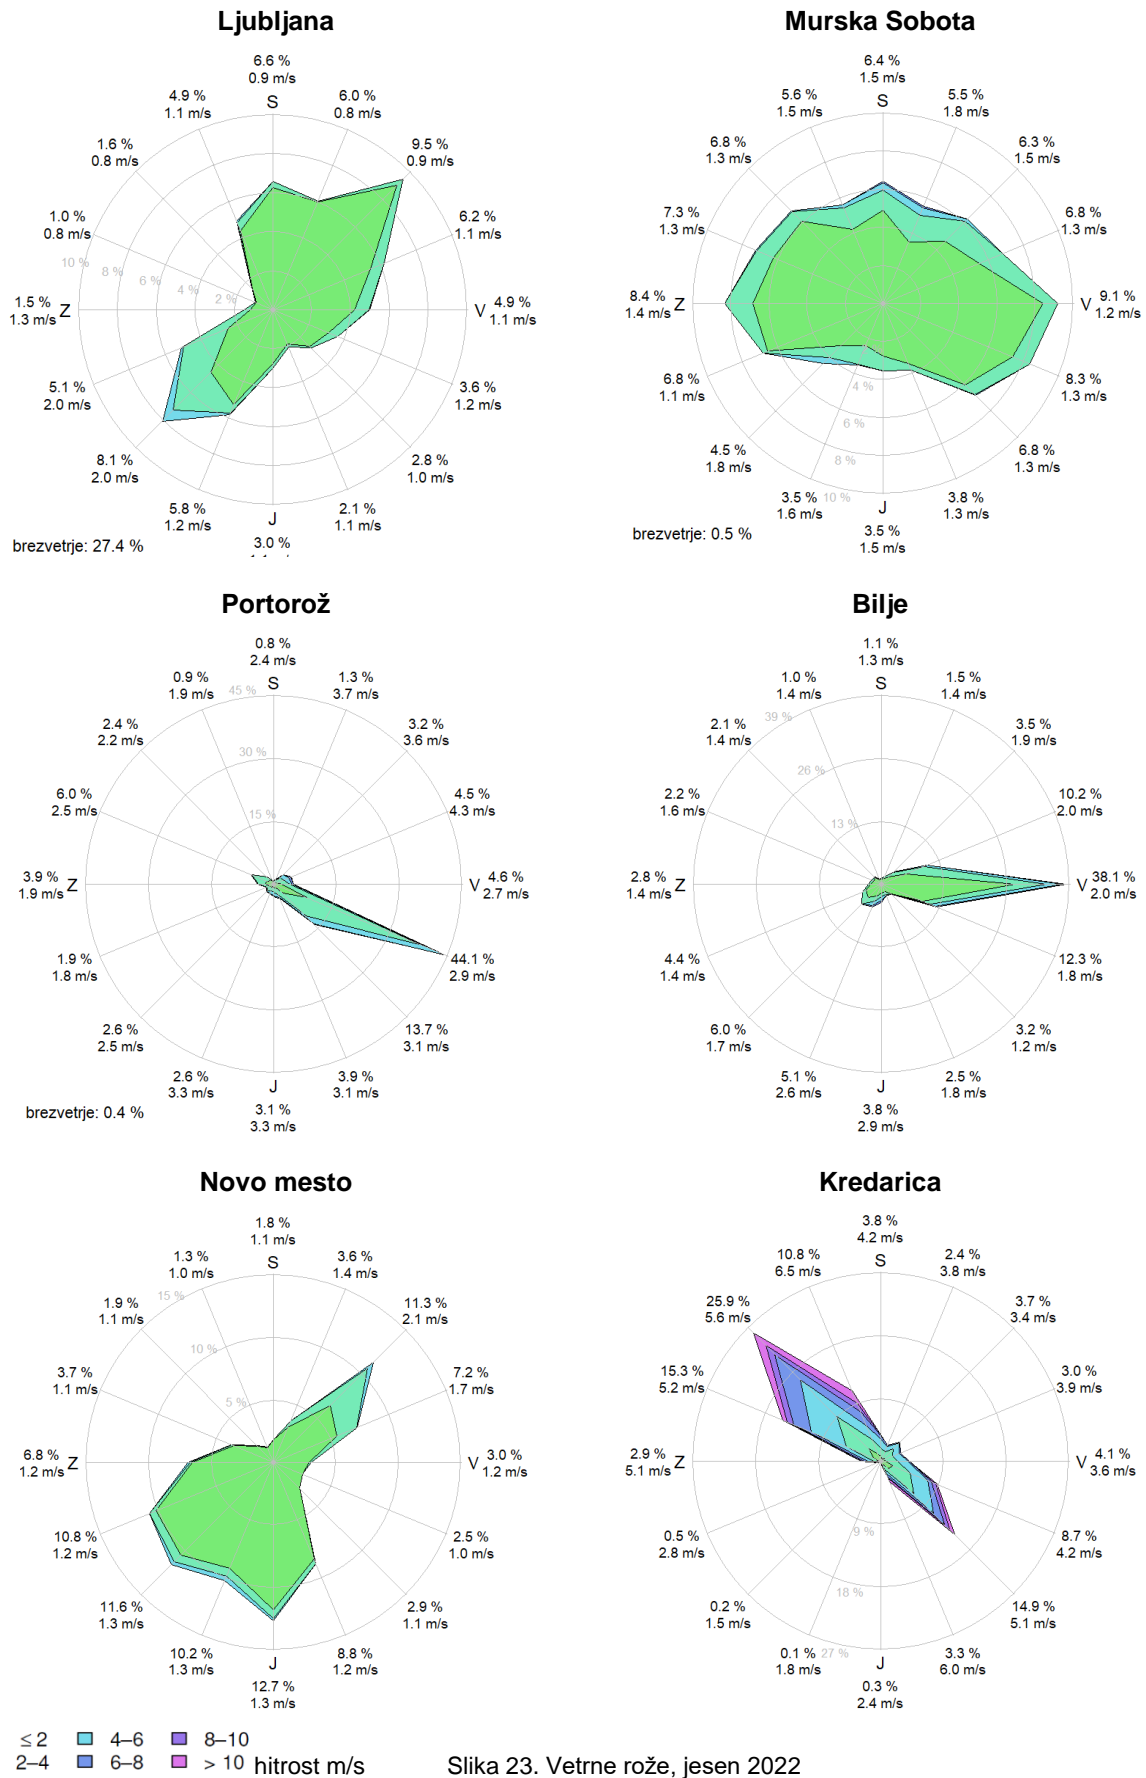 Ljubljana
6.6 %
0.9 m/s
S
4.9 %
1.1 m/s
6.0 %
0.8 m/s
1.6 %
0.8 m/s
9.5 %
0.9 m/s
1.0 %
0.8 m/s
6.2 %
1.1 m/s
10 %
8 %
6 %
4 %
2 %
1.5 %
1.3 m/s
Z
V
4.9 %
1.1 m/s
5.1 %
2.0 m/s
3.6 %
1.2 m/s
8.1 %
2.0 m/s
2.8 %
1.0 m/s
5.8 %
1.2 m/s
2.1 %
1.1 m/s
J
3.0 %
brezvetrje: 27.4 %
Murska Sobota
6.4 %
1.5 m/s
S
5.6 %
1.5 m/s
5.5 %
1.8 m/s
6.8 %
1.3 m/s
6.3 %
1.5 m/s
7.3 %
1.3 m/s
6.8 %
1.3 m/s
8.4 %
1.4 m/s
Z
V
9.1 %
1.2 m/s
6.8 %
1.1 m/s
8.3 %
1.3 m/s
4 %
6 %
8 %
10 %
4.5 %
1.8 m/s
6.8 %
1.3 m/s
3.5 %
1.6 m/s
3.8 %
1.3 m/s
J
3.5 %
1.5 m/s
brezvetrje: 0.5 %
Portorož
0.8 %
2.4 m/s
S
0.9 %
1.9 m/s
1.3 %
3.7 m/s
45 %
30 %
15 %
2.4 %
2.2 m/s
3.2 %
3.6 m/s
6.0 %
2.5 m/s
4.5 %
4.3 m/s
3.9 %
1.9 m/s
Z
V
4.6 %
2.7 m/s
1.9 %
1.8 m/s
44.1 %
2.9 m/s
2.6 %
2.5 m/s
13.7 %
3.1 m/s
2.6 %
3.3 m/s
3.9 %
3.1 m/s
J
3.1 %
3.3 m/s
brezvetrje: 0.4 %
Bilje
1.1 %
1.3 m/s
S
1.0 %
1.4 m/s
1.5 %
1.4 m/s
39 %
26 %
13 %
2.1 %
1.4 m/s
3.5 %
1.9 m/s
2.2 %
1.6 m/s
10.2 %
2.0 m/s
2.8 %
1.4 m/s
Z
V
38.1 %
2.0 m/s
4.4 %
1.4 m/s
12.3 %
1.8 m/s
6.0 %
1.7 m/s
3.2 %
1.2 m/s
5.1 %
2.6 m/s
2.5 %
1.8 m/s
J
3.8 %
2.9 m/s
Novo mesto
1.8 %
1.1 m/s
S
1.3 %
1.0 m/s
3.6 %
1.4 m/s
15 %
10 %
5 %
1.9 %
1.1 m/s
11.3 %
2.1 m/s
3.7 %
1.1 m/s
7.2 %
1.7 m/s
6.8 %
1.2 m/s
Z
V
3.0 %
1.2 m/s
10.8 %
1.2 m/s
2.5 %
1.0 m/s
11.6 %
1.3 m/s
2.9 %
1.1 m/s
10.2 %
1.3 m/s
8.8 %
1.2 m/s
J
12.7 %
1.3 m/s
Kredarica
3.8 %
4.2 m/s
S
10.8 %
6.5 m/s
2.4 %
3.8 m/s
25.9 %
5.6 m/s
3.7 %
3.4 m/s
15.3 %
5.2 m/s
3.0 %
3.9 m/s
2.9 %
5.1 m/s
Z
V
4.1 %
3.6 m/s
0.5 %
2.8 m/s
8.7 %
4.2 m/s
9 %
18 %
27 %
0.2 %
1.5 m/s
14.9 %
5.1 m/s
0.1 %
1.8 m/s
3.3 %
6.0 m/s
J
0.3 %
2.4 m/s
≤ 2 4–6 8–10
2–4 6–8 > 10 hitrost m/s
Slika 23. Vetrne rože, jesen 2022